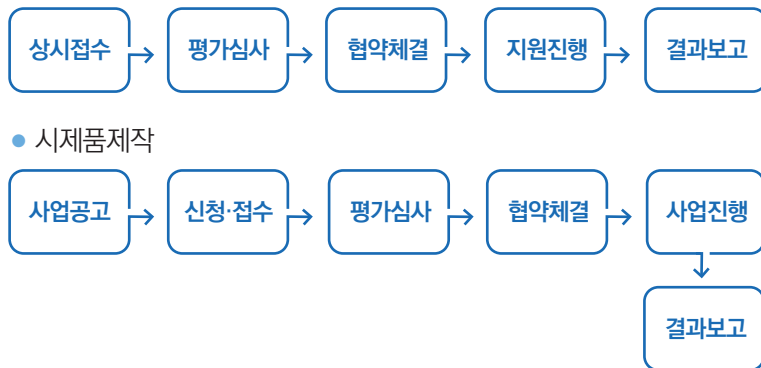 상시접수 평가심사 협약체결 지원진행 결과보고
시제품제작
사업공고 신청·접수 평가심사 협약체결 사업진행
결과보고